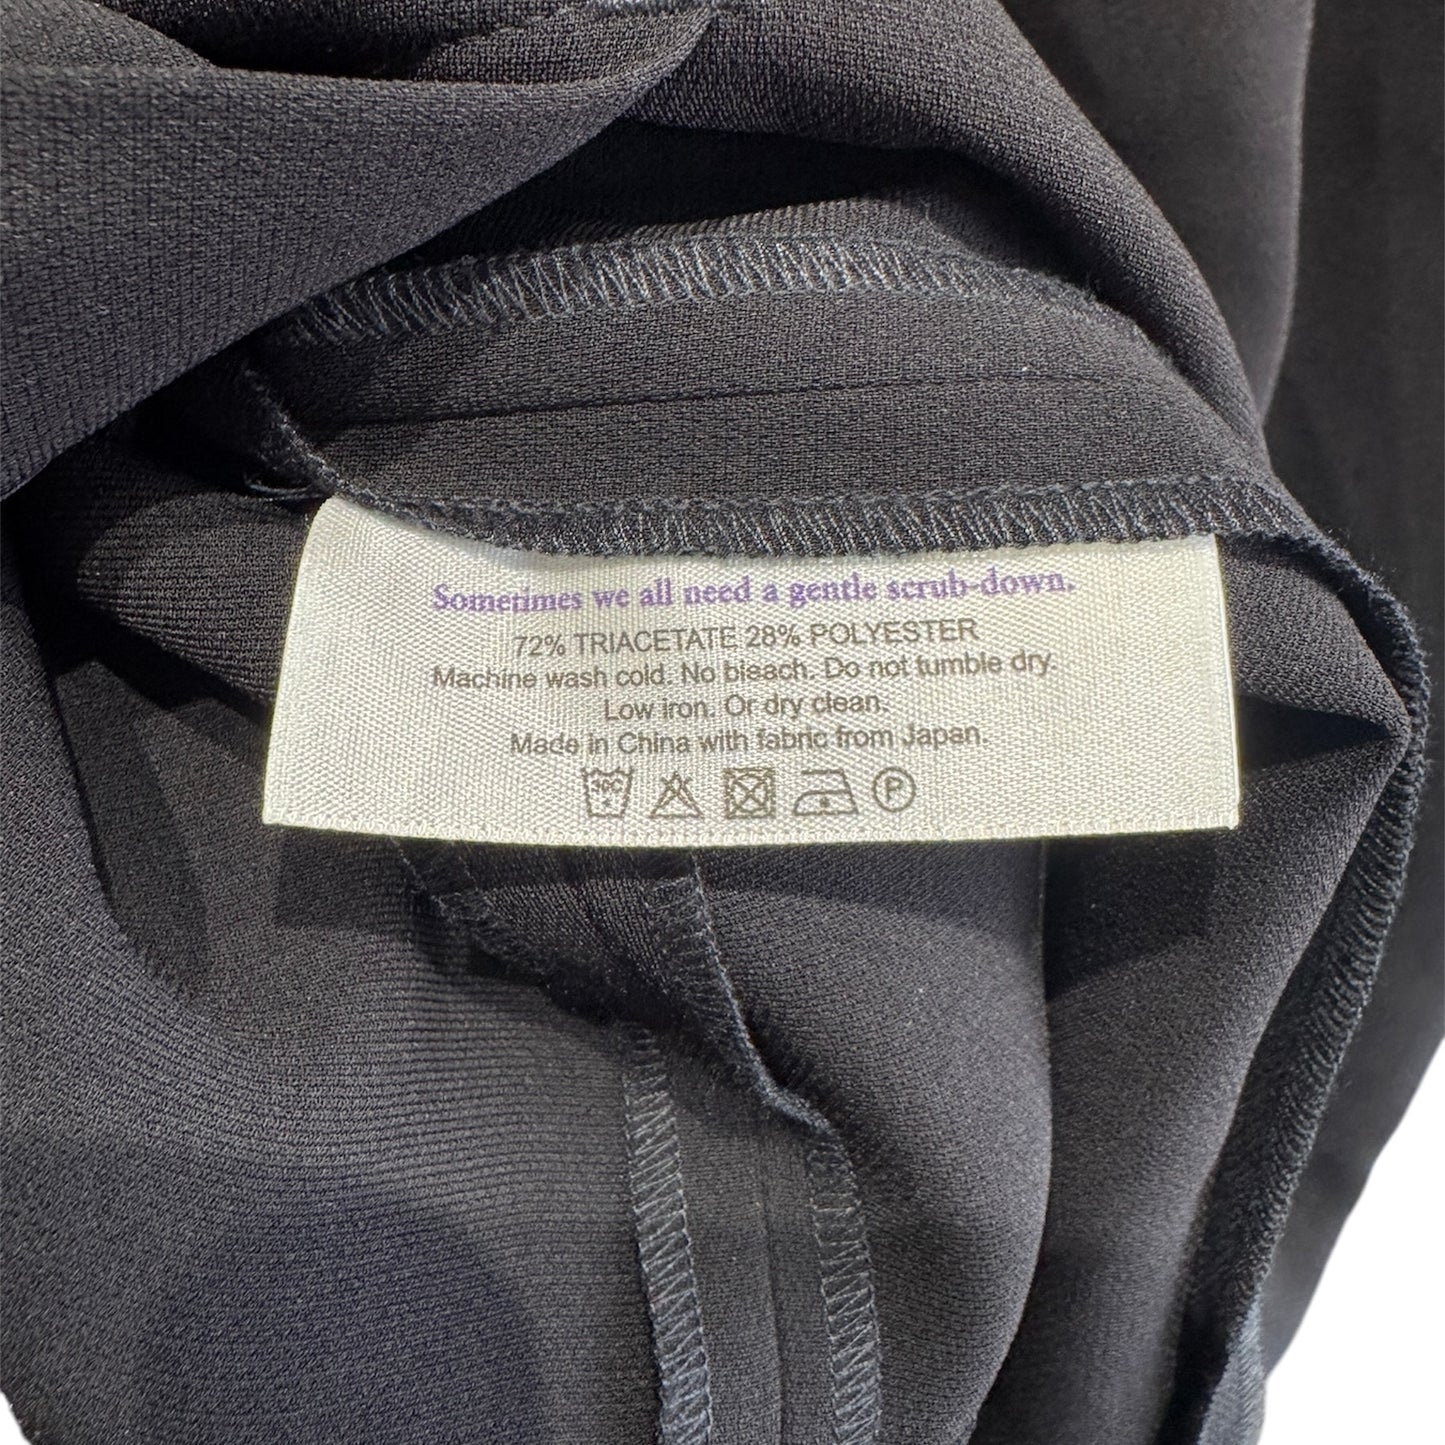 Sometimes we all need a gentle scrub-down.
72% TRIACETATE 28% POLYESTER
Machine wash cold. No bleach. Do not tumble dry.
Low iron. Or dry clean.
Made in China with fabric from Japan.
30C P